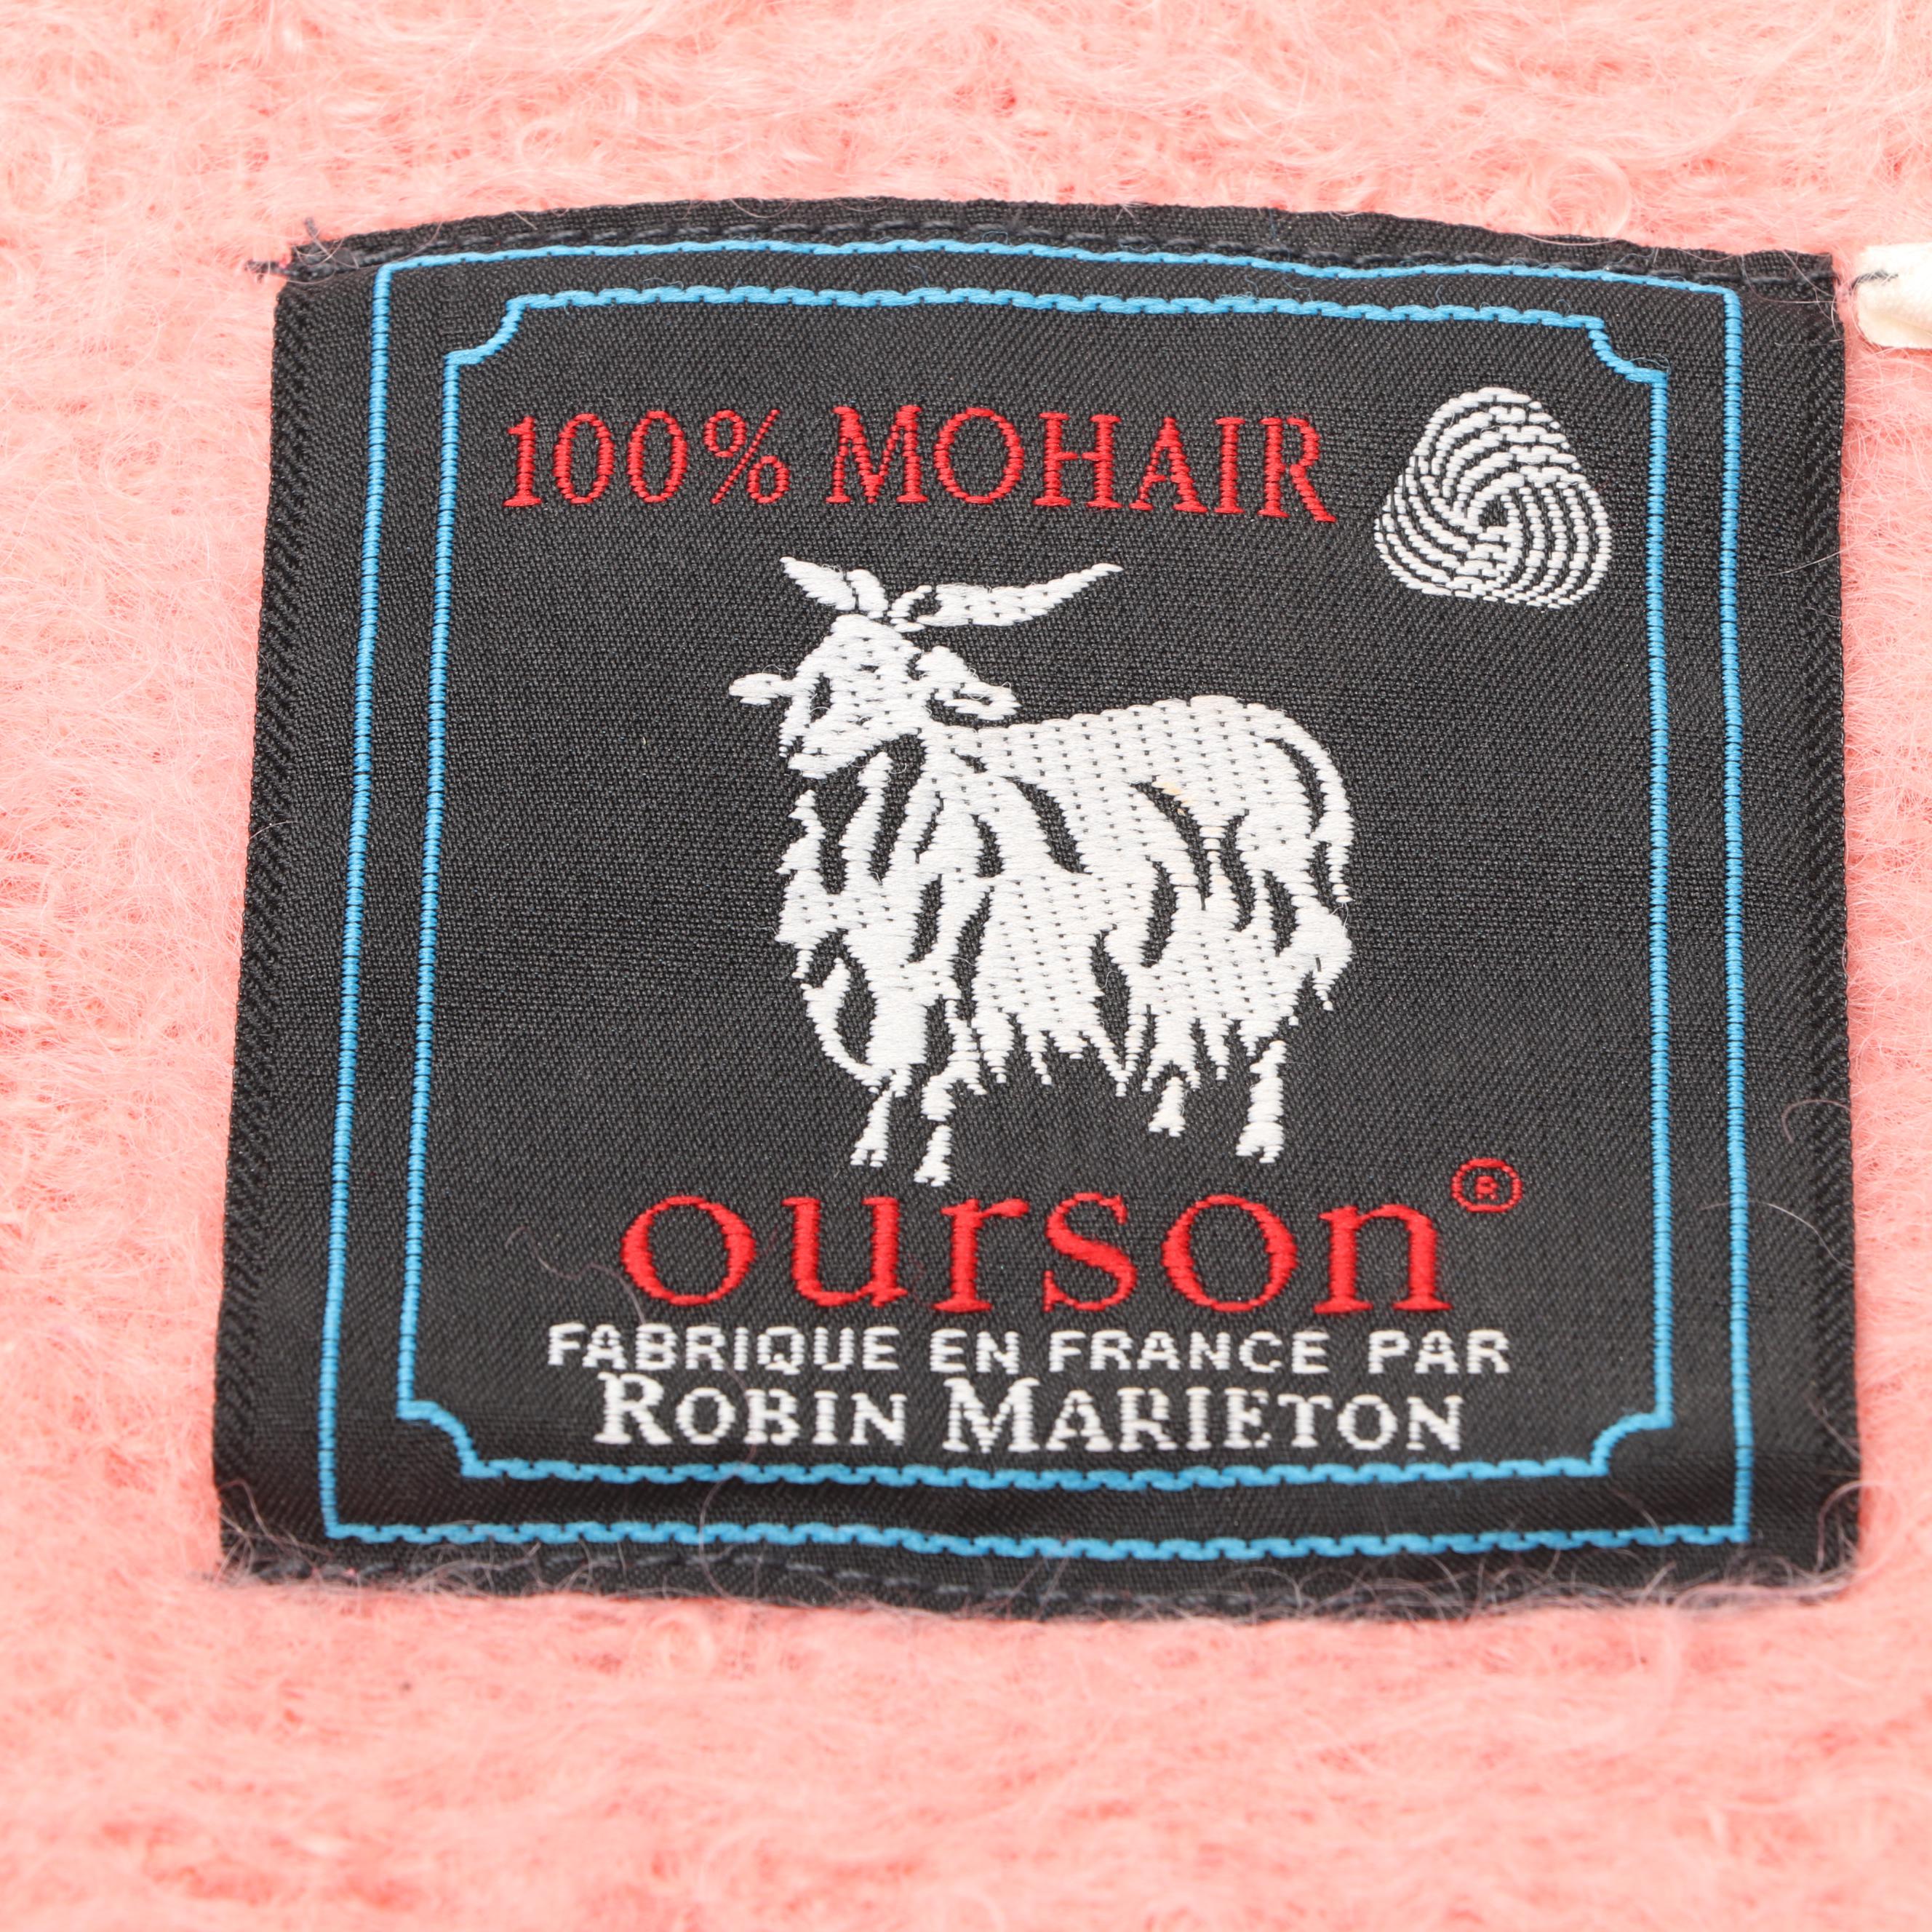 100% MOHAIR
ourson®
FABRIQUE EN FRANCE PAR
ROBIN MARIETON